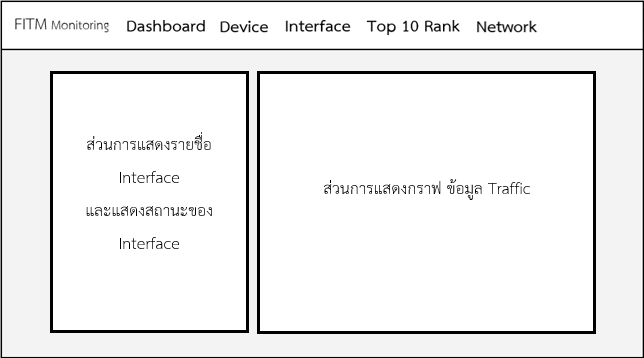 FITM Monitoring Dashboard Device Interface Top 10 Rank Network
ส่วนการแสดงรายชื่อ
Interface
และแสดงสถานะของ
Interface
ส่วนการแสดงกราฟ ข้อมูล Traffic